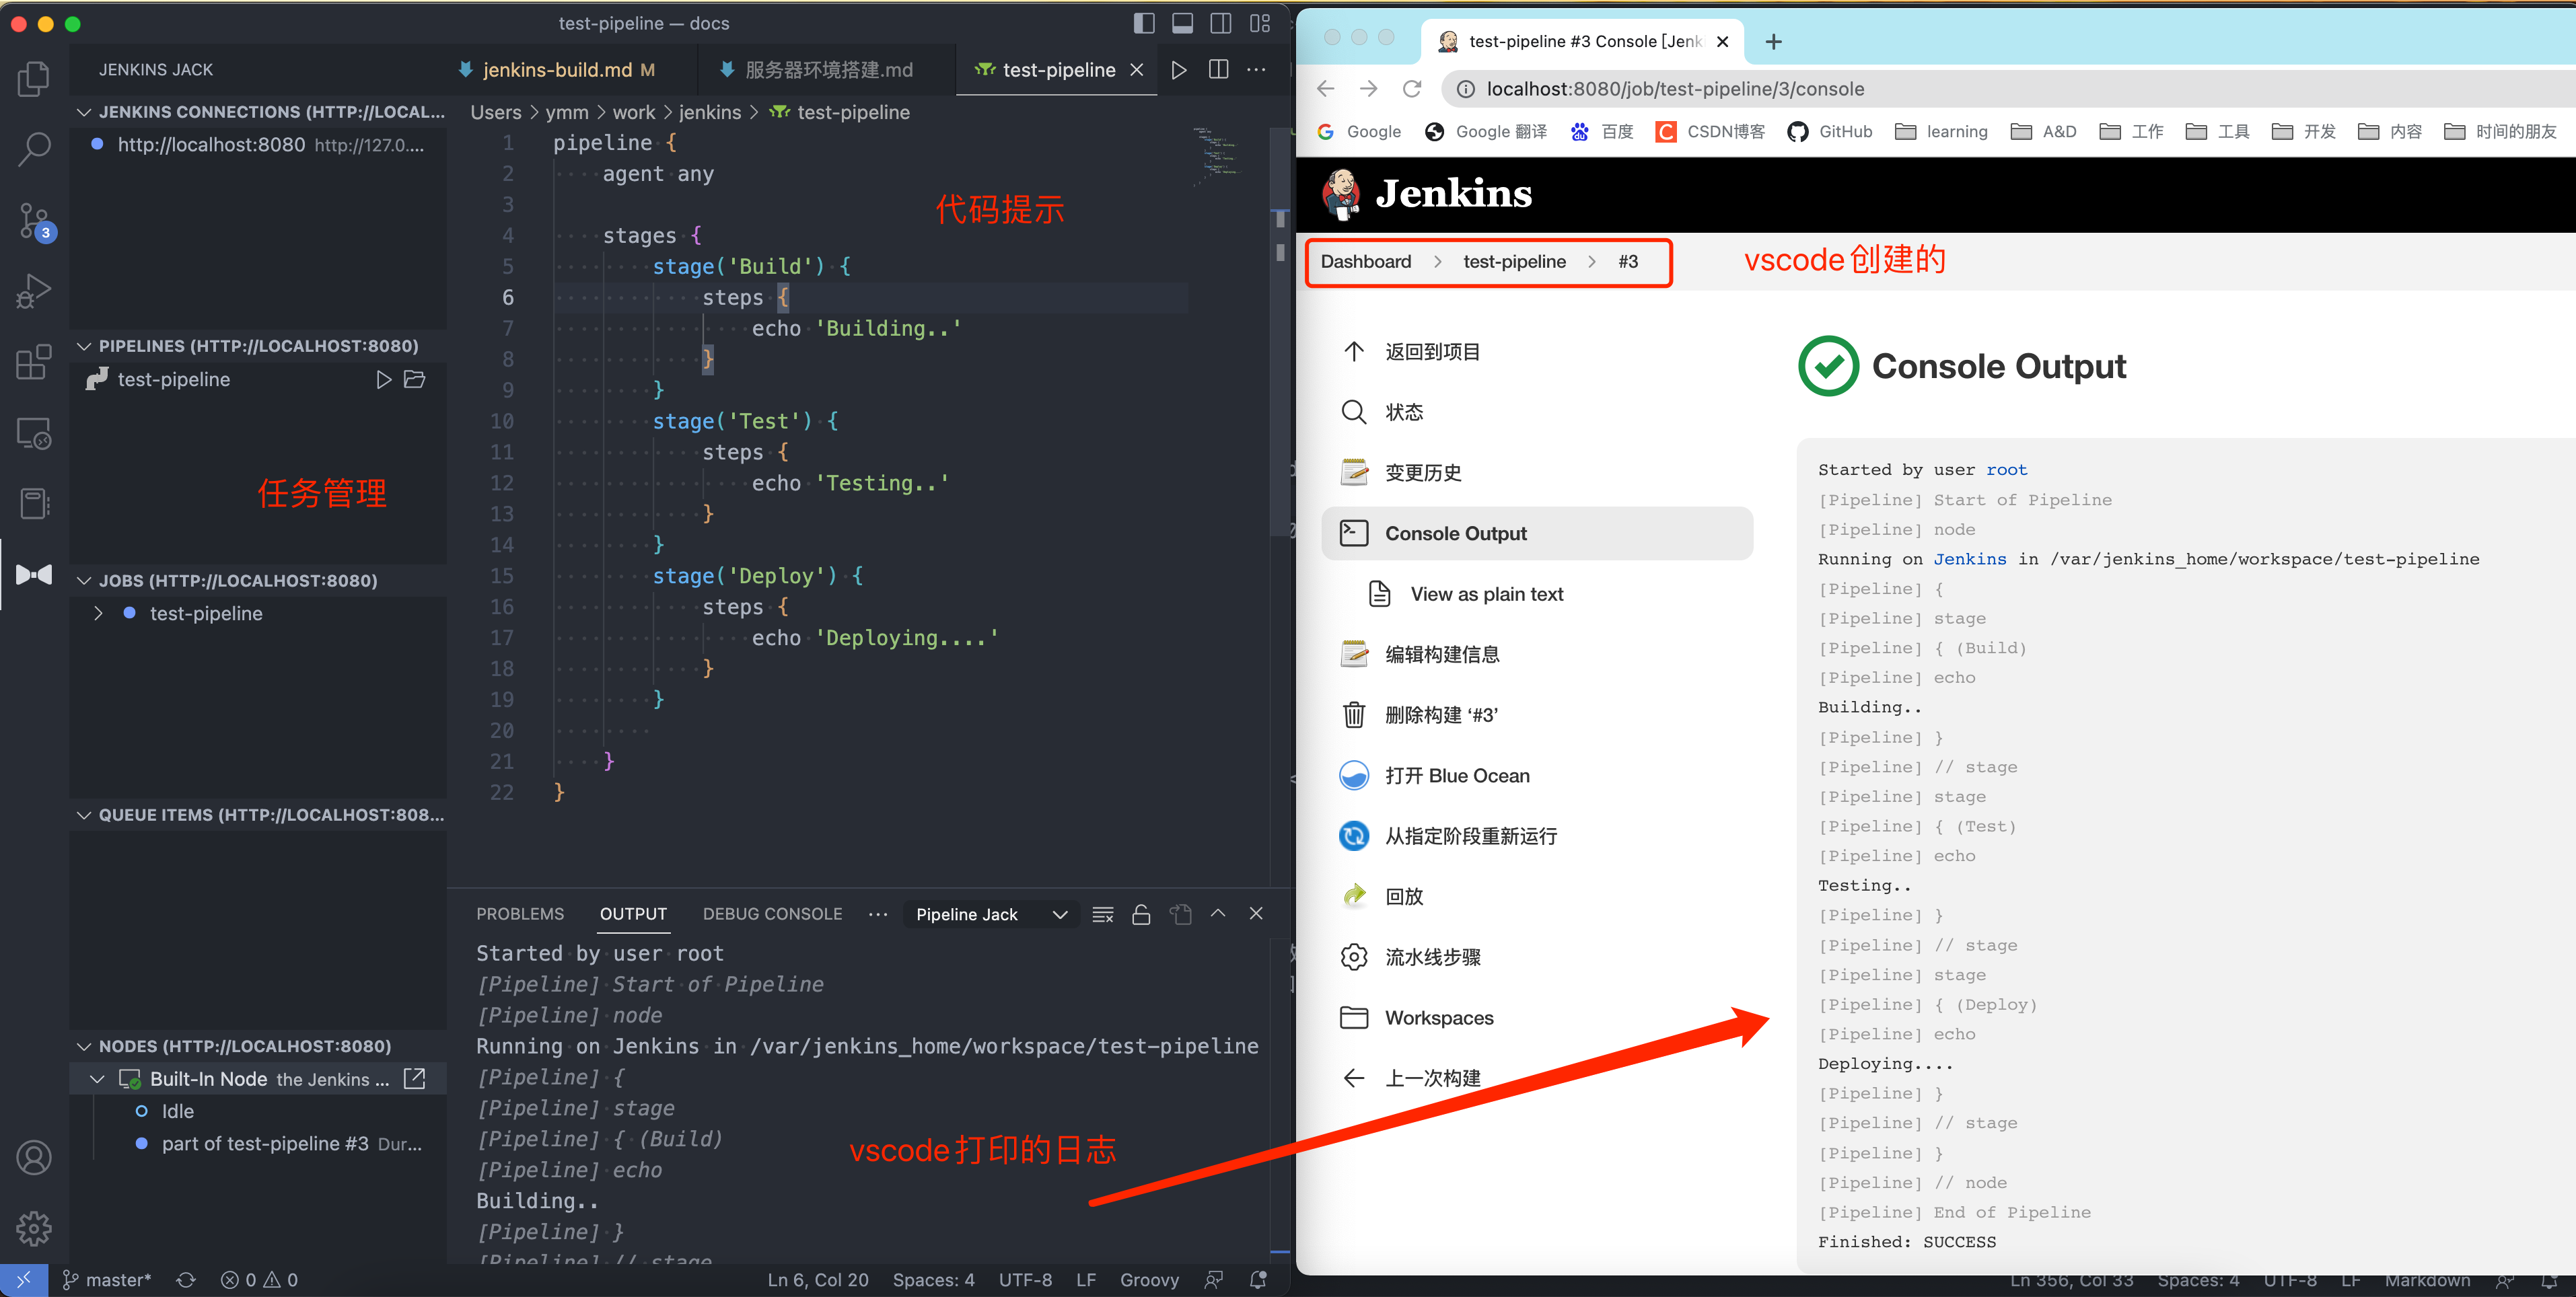 test-pipeline — docs
JENKINS JACK
JENKINS CONNECTIONS (HTTP://LOCAL...
http://localhost:8080 http://127.0....
PIPELINES (HTTP://LOCALHOST:8080)
test-pipeline
任务管理
JOBS (HTTP://LOCALHOST:8080)
test-pipeline
QUEUE ITEMS (HTTP://LOCALHOST:808...
NODES (HTTP://LOCALHOST:8080)
Built-In Node the Jenkins ...
Idle
part of test-pipeline #3 Dur...
3
jenkins-build.md M
服务器环境搭建.md
test-pipeline
Users > ymm > work > jenkins > test-pipeline
1 pipeline {
2 agent any
3
代码提示
4 stages {
5 stage('Build') {
6 steps {
7 echo 'Building..'
8 }
9 }
10 stage('Test') {
11 steps {
12 echo 'Testing..'
13 }
14 }
15 stage('Deploy') {
16 steps {
17 echo 'Deploying....'
18 }
19 }
20
21 }
22 }
PROBLEMS OUTPUT DEBUG CONSOLE ... Pipeline Jack
Started by user root
[Pipeline] Start of Pipeline
[Pipeline] node
Running on Jenkins in /var/jenkins_home/workspace/test-pipeline
[Pipeline] {
[Pipeline] stage
[Pipeline] { (Build)
[Pipeline] echo
vscode打印的日志
Building..
[Pipeline] }
[Pipeline] // stage
master* 0 0 Ln 6, Col 20 Spaces: 4 UTF-8 LF Groovy
test-pipeline #3 Console [Jenk
localhost:8080/job/test-pipeline/3/console
Google Google 翻译 百度 CSDN博客 GitHub learning A&D 工作 工具 开发 内容 时间的朋友
Jenkins
Dashboard > test-pipeline > #3
vscode创建的
返回到项目
状态
变更历史
Console Output
View as plain text
编辑构建信息
删除构建 ‘#3’
打开 Blue Ocean
从指定阶段重新运行
回放
流水线步骤
Workspaces
上一次构建
Console Output
Started by user root
[Pipeline] Start of Pipeline
[Pipeline] node
Running on Jenkins in /var/jenkins_home/workspace/test-pipeline
[Pipeline] {
[Pipeline] stage
[Pipeline] { (Build)
[Pipeline] echo
Building..
[Pipeline] }
[Pipeline] // stage
[Pipeline] stage
[Pipeline] { (Test)
[Pipeline] echo
Testing..
[Pipeline] }
[Pipeline] // stage
[Pipeline] stage
[Pipeline] { (Deploy)
[Pipeline] echo
Deploying....
[Pipeline] }
[Pipeline] // stage
[Pipeline] }
[Pipeline] // node
[Pipeline] End of Pipeline
Finished: SUCCESS
Ln 356, Col 33 Spaces: 4 UTF-8 LF Markdown